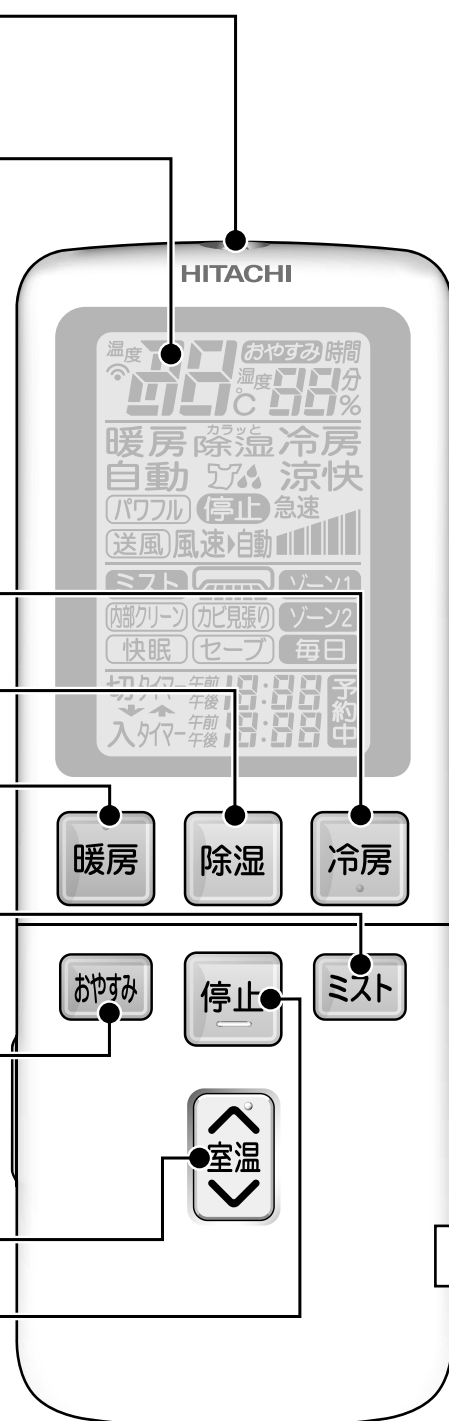 HITACHI
温度 88 おやすみ 時間
℃ 温度 88 分 %
暖房 カラッと 除湿 冷房
自動 涼快
パワフル 停止 急速
送風 風速 自動
ミスト ゾーン1
内部クリーン カビ見張り ゾーン2
快眠 セーブ 毎日
切タイマー 午前 午後 18:88 予約中
入タイマー 午前 午後 18:88
暖房 除湿 冷房
おやすみ 停止 ミスト
室温